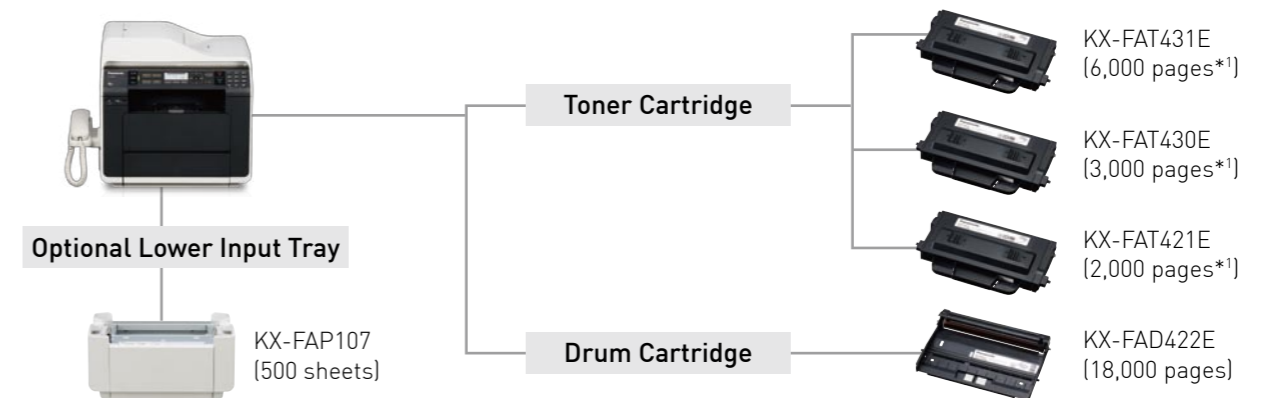 Toner Cartridge
KX-FAT431E
(6,000 pages*1)
KX-FAT430E
(3,000 pages*1)
KX-FAT421E
(2,000 pages*1)
Optional Lower Input Tray
KX-FAP107
(500 sheets)
Drum Cartridge
KX-FAD422E
(18,000 pages)